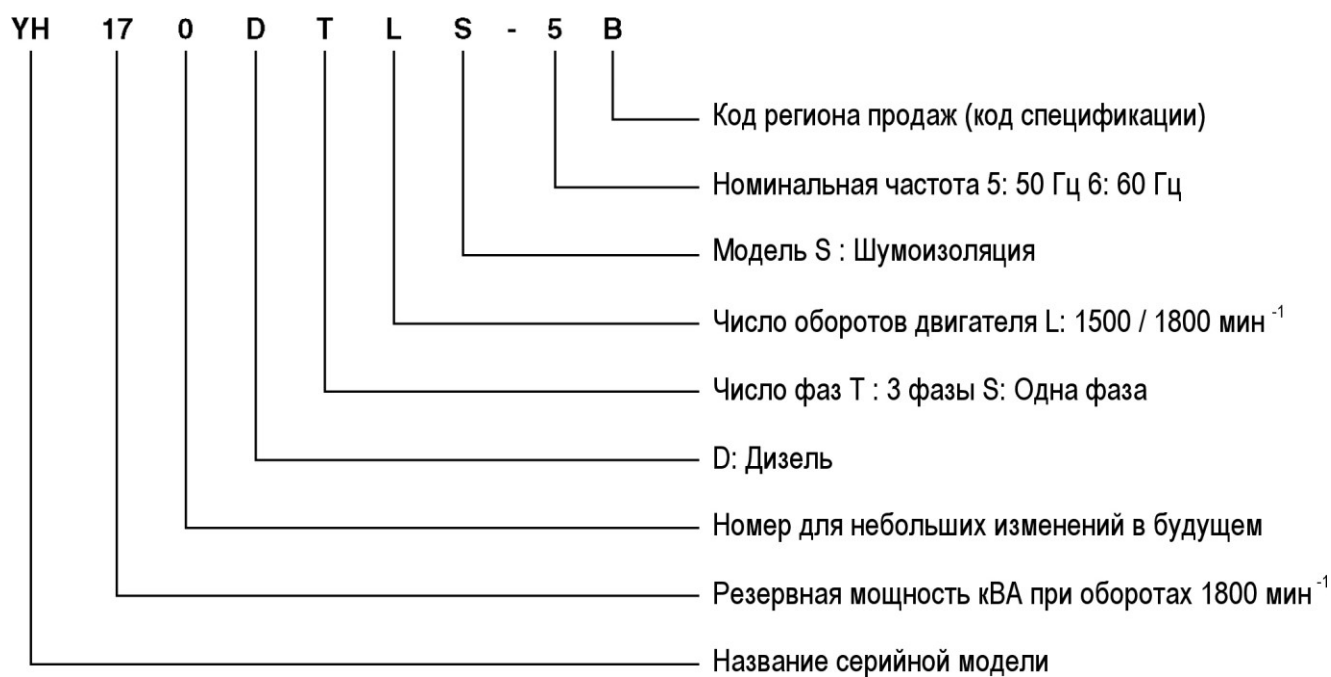 YH 17 0 D T L S - 5 B
Код региона продаж (код спецификации)
Номинальная частота 5: 50 Гц 6: 60 Гц
Модель S : Шумоизоляция
Число оборотов двигателя L: 1500 / 1800 мин ⁻¹
Число фаз T : 3 фазы S: Одна фаза
D: Дизель
Номер для небольших изменений в будущем
Резервная мощность кВА при оборотах 1800 мин ⁻¹
Название серийной модели